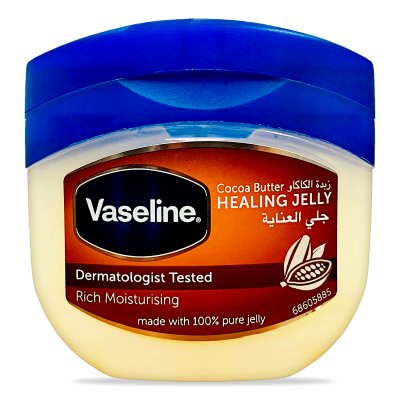 Cocoa Butter زبدة الكاكاو
HEALING JELLY
جلي العناية
Vaseline.
Dermatologist Tested
Rich Moisturising
made with 100% pure jelly
68605885